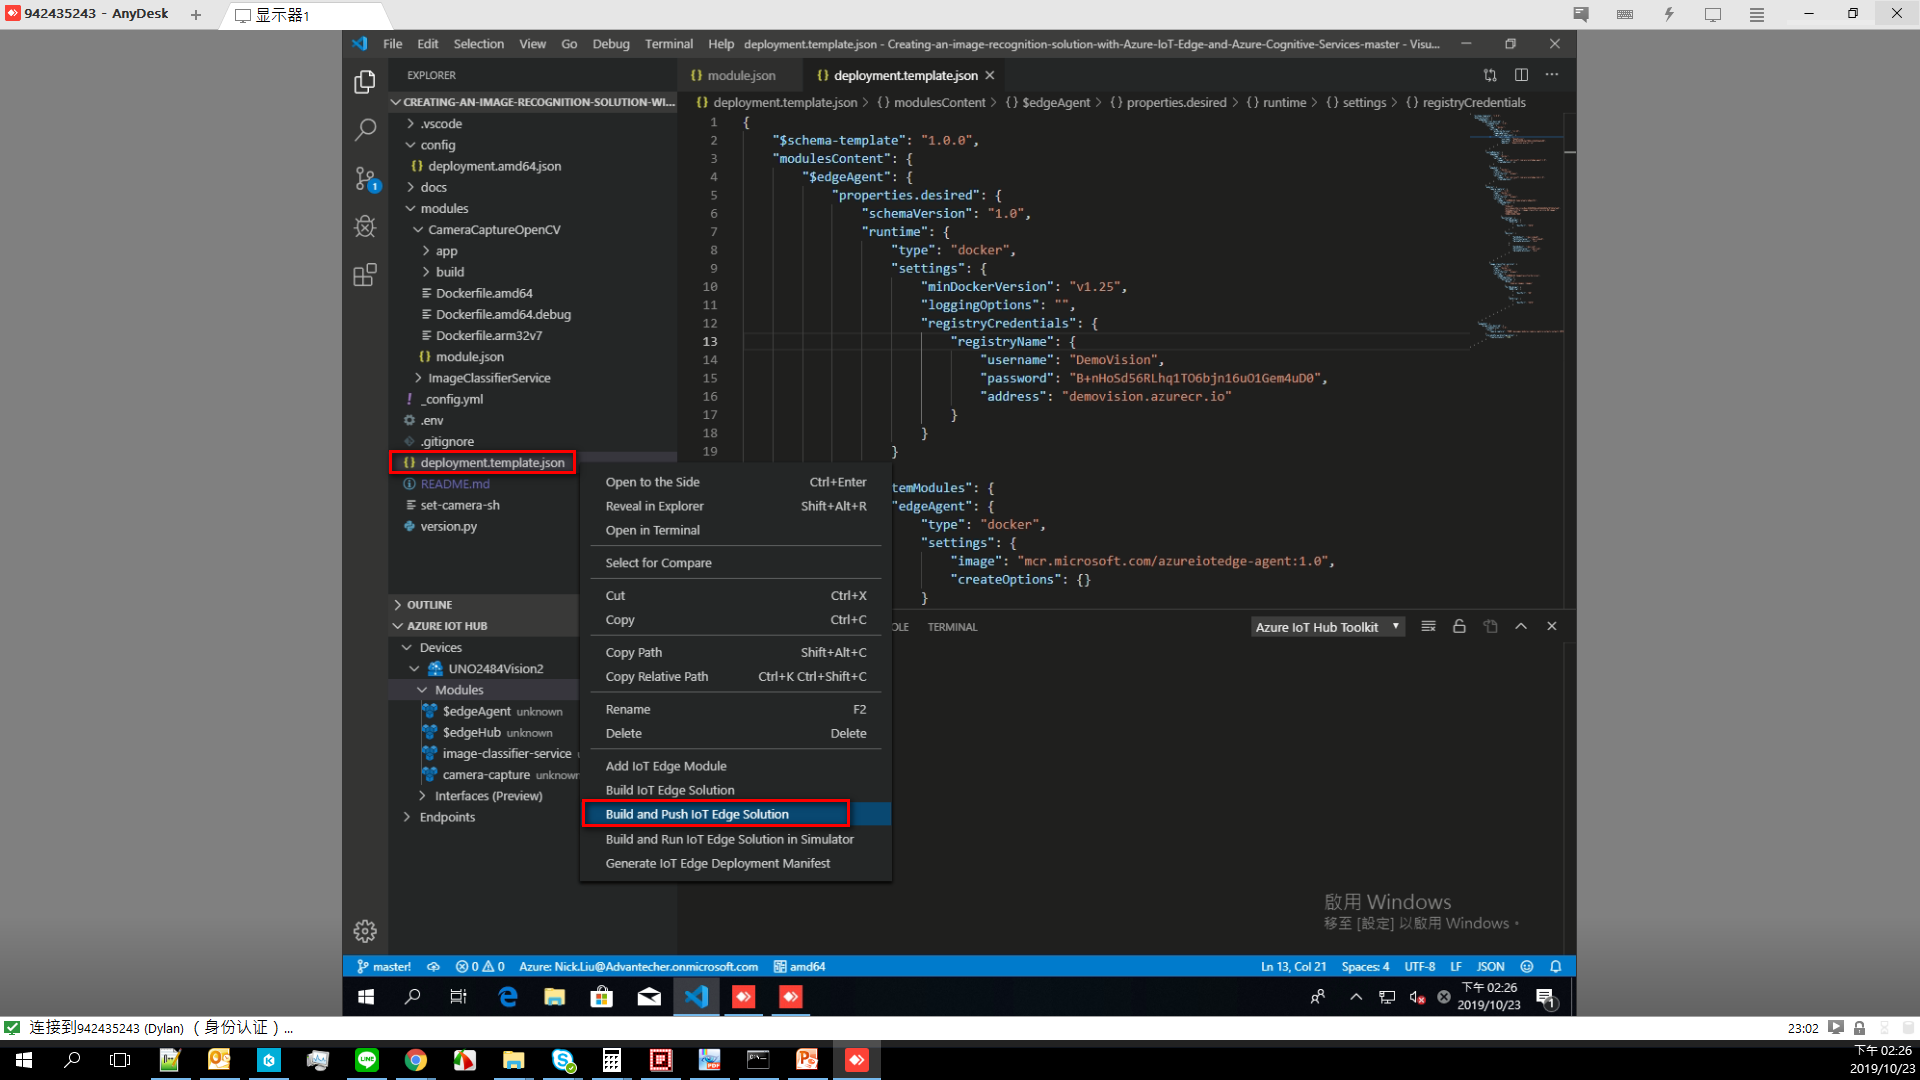 942435243 - AnyDesk
显示器1
File Edit Selection View Go Debug Terminal Help deployment.template.json - Creating-an-image-recognition-solution-with-Azure-IoT-Edge-and-Azure-Cognitive-Services-master - Visu...
EXPLORER
CREATING-AN-IMAGE-RECOGNITION-SOLUTION-WI...
.vscode
config
{} deployment.amd64.json
docs
modules
CameraCaptureOpenCV
app
build
Dockerfile.amd64
Dockerfile.amd64.debug
Dockerfile.arm32v7
{} module.json
ImageClassifierService
! _config.yml
.env
.gitignore
{} deployment.template.json
README.md
set-camera-sh
version.py
OUTLINE
AZURE IOT HUB
Devices
UNO2484Vision2
Modules
$edgeAgent unknown
$edgeHub unknown
image-classifier-service
camera-capture unknown
Interfaces (Preview)
Endpoints
{} module.json
{} deployment.template.json
{} deployment.template.json > {} modulesContent > {} $edgeAgent > {} properties.desired > {} runtime > {} settings > {} registryCredentials
1 {
2 "$schema-template": "1.0.0",
3 "modulesContent": {
4 "$edgeAgent": {
5 "properties.desired": {
6 "schemaVersion": "1.0",
7 "runtime": {
8 "type": "docker",
9 "settings": {
10 "minDockerVersion": "v1.25",
11 "loggingOptions": "",
12 "registryCredentials": {
13 "registryName": {
14 "username": "DemoVision",
15 "password": "B+nHoSd56RLhq1TO6bjn16uO1Gem4uD0",
16 "address": "demovision.azurecr.io"
17 }
18 }
19 }
temModules": {
edgeAgent": {
"type": "docker",
"settings": {
"image": "mcr.microsoft.com/azureiotedge-agent:1.0",
"createOptions": {}
}
Open to the Side Ctrl+Enter
Reveal in Explorer Shift+Alt+R
Open in Terminal
Select for Compare
Cut Ctrl+X
Copy Ctrl+C
Copy Path Shift+Alt+C
Copy Relative Path Ctrl+K Ctrl+Shift+C
Rename F2
Delete Delete
Add IoT Edge Module
Build IoT Edge Solution
Build and Push IoT Edge Solution
Build and Run IoT Edge Solution in Simulator
Generate IoT Edge Deployment Manifest
OLE TERMINAL
Azure IoT Hub Toolkit
啟用 Windows
移至 [設定] 以啟用 Windows。
master! 0 0 Azure: Nick.Liu@Advantecher.onmicrosoft.com amd64
Ln 13, Col 21 Spaces: 4 UTF-8 LF JSON
下午 02:26
2019/10/23
连接到942435243 (Dylan) （身份认证）...
23:02
下午 02:26
2019/10/23